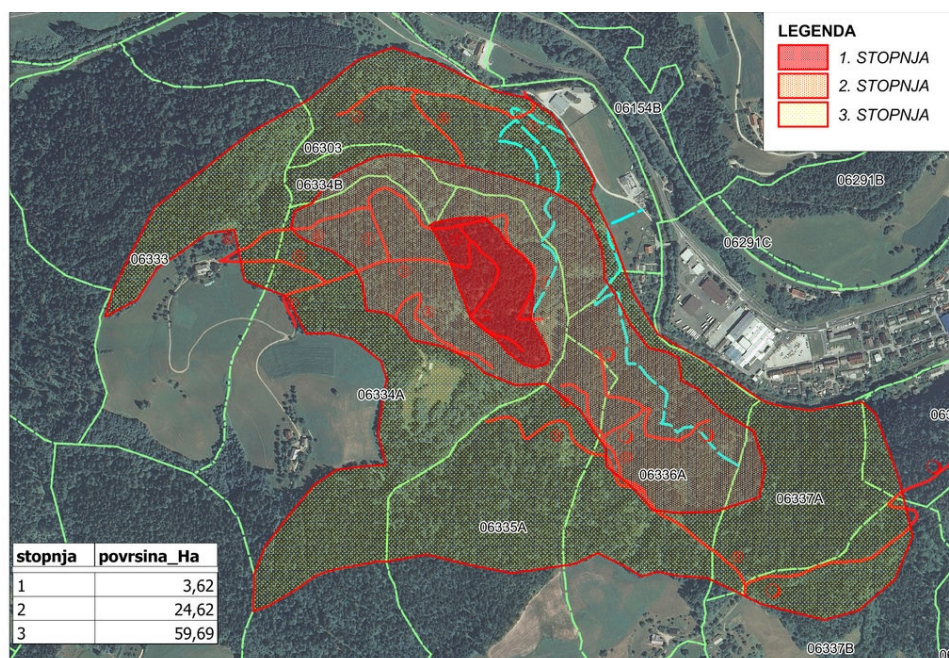 LEGENDA
1. STOPNJA
2. STOPNJA
3. STOPNJA
06154B
06303
06334B
06291B
06291C
06333
06334A
06336A
06337A
06335A
06337B
stopnja povrsina_Ha
1 3,62
2 24,62
3 59,69